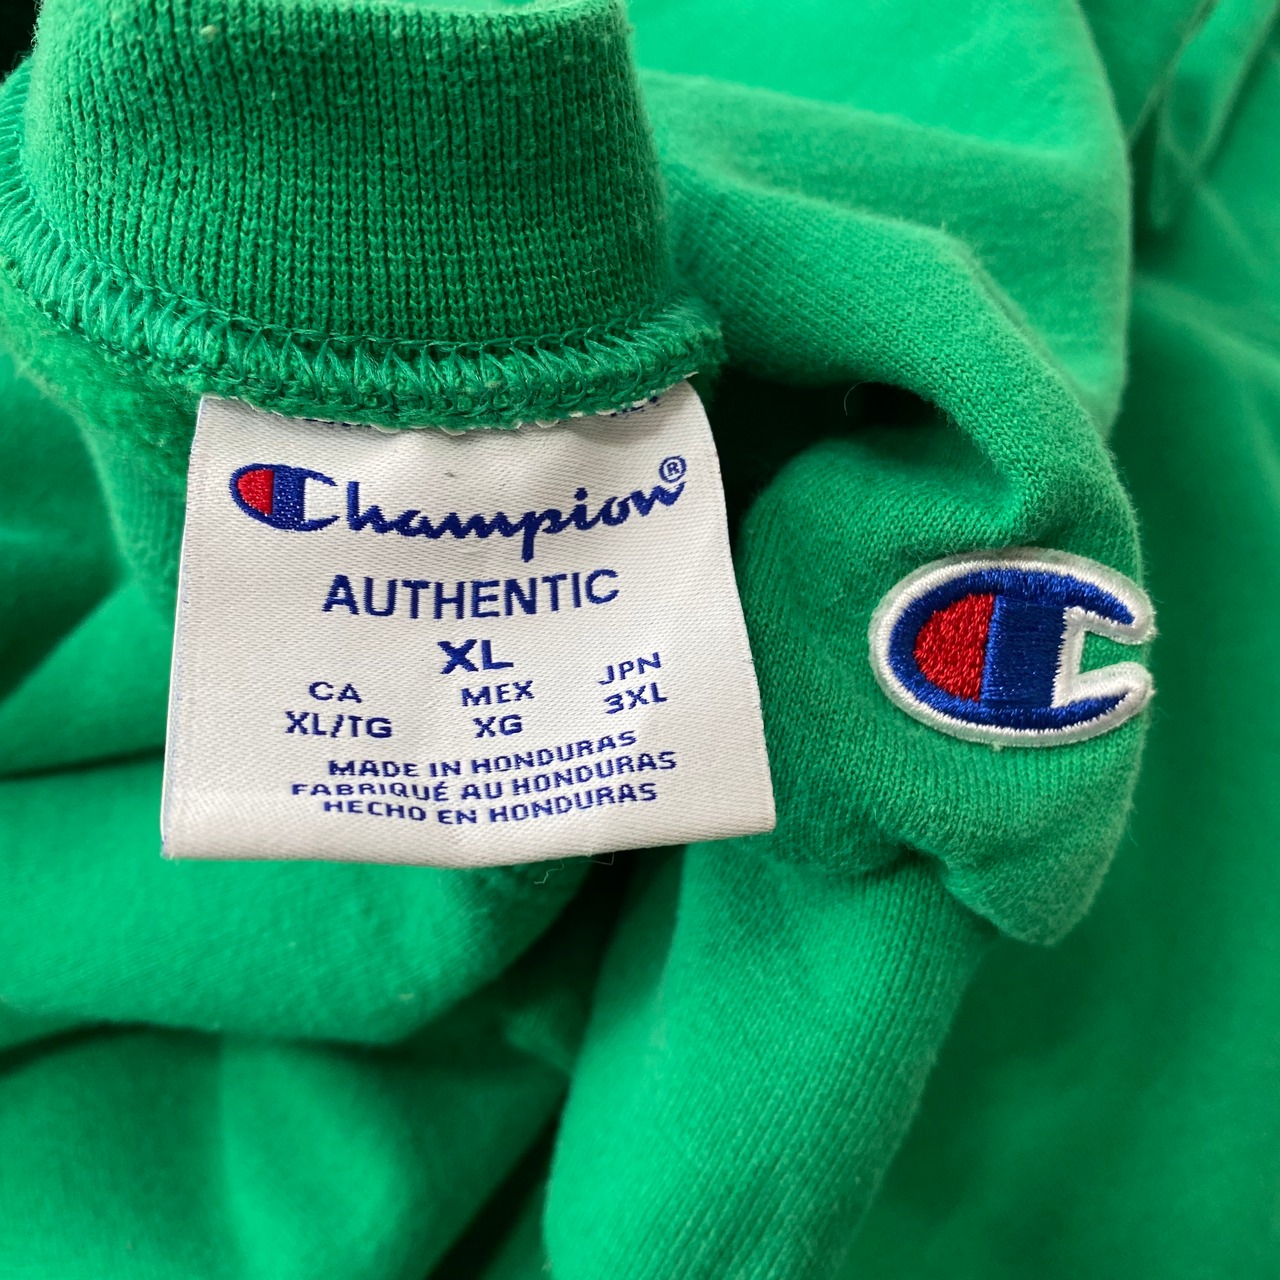 Champion®
AUTHENTIC
XL
CA MEX JPN
XL/TG XG 3XL
MADE IN HONDURAS
FABRIQUÉ AU HONDURAS
HECHO EN HONDURAS